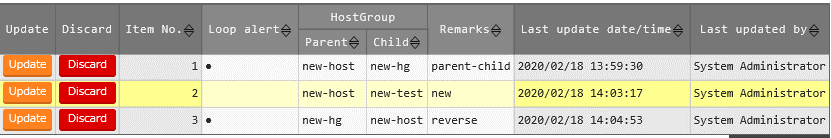 HostGroup
Update Discard Item No. Loop alert Remarks Last update date/time Last updated by
Parent Child
Update Discard 1 ● new-host new-hg parent-child 2020/02/18 13:59:30 System Administrator
Update Discard 2 new-host new-test new 2020/02/18 14:03:17 System Administrator
Update Discard 3 ● new-hg new-host reverse 2020/02/18 14:04:53 System Administrator